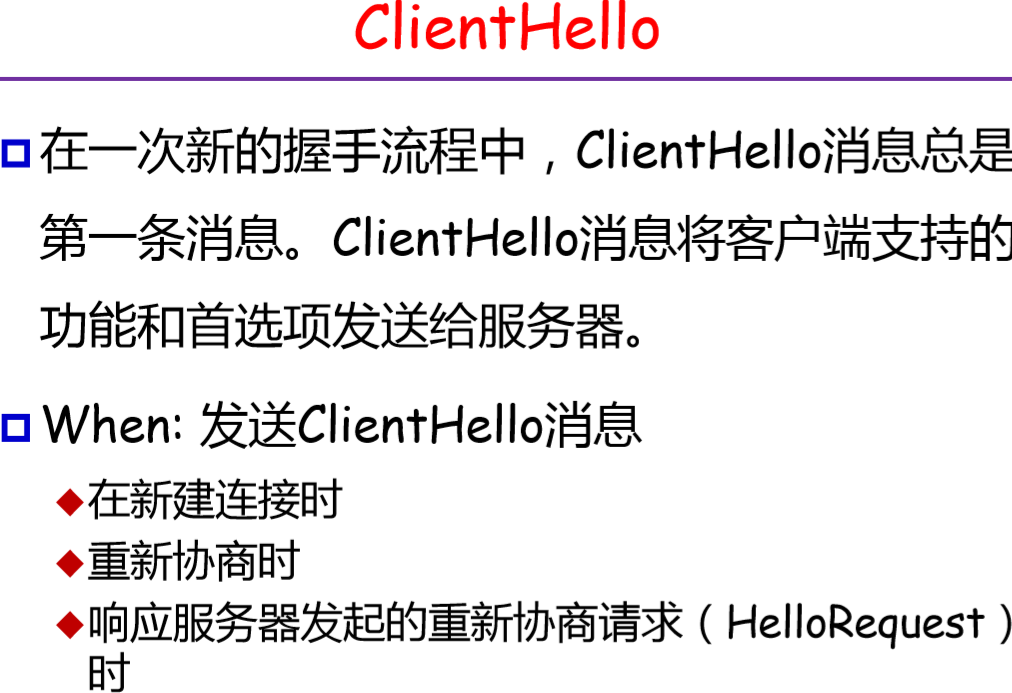 ClientHello
在一次新的握手流程中，ClientHello消息总是
第一条消息。ClientHello消息将客户端支持的
功能和首选项发送给服务器。
When: 发送ClientHello消息
在新建连接时
重新协商时
响应服务器发起的重新协商请求（HelloRequest）
时